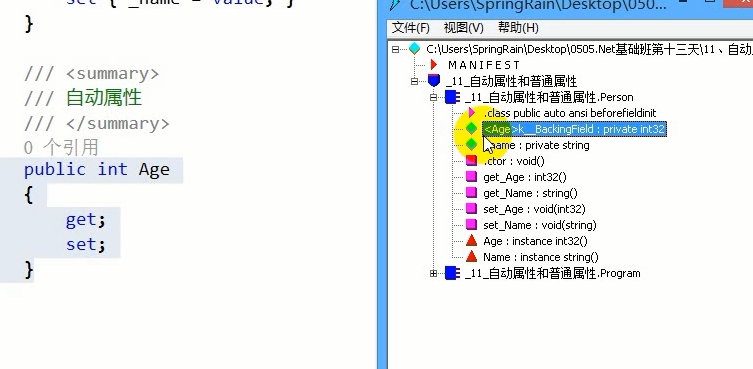 set { _name = value; }
}
/// <summary>
/// 自动属性
/// </summary>
0 个引用
public int Age
{
get;
set;
}
C:\Users\SpringRain\Desktop\050...
文件(F) 视图(V) 帮助(H)
C:\Users\SpringRain\Desktop\0505.Net基础班第十三天\11、自动
MANIFEST
_11_自动属性和普通属性
_11_自动属性和普通属性.Person
.class public auto ansi beforefieldinit
<Age>k__BackingField : private int32
_name : private string
.ctor : void()
get_Age : int32()
get_Name : string()
set_Age : void(int32)
set_Name : void(string)
Age : instance int32()
Name : instance string()
_11_自动属性和普通属性.Program